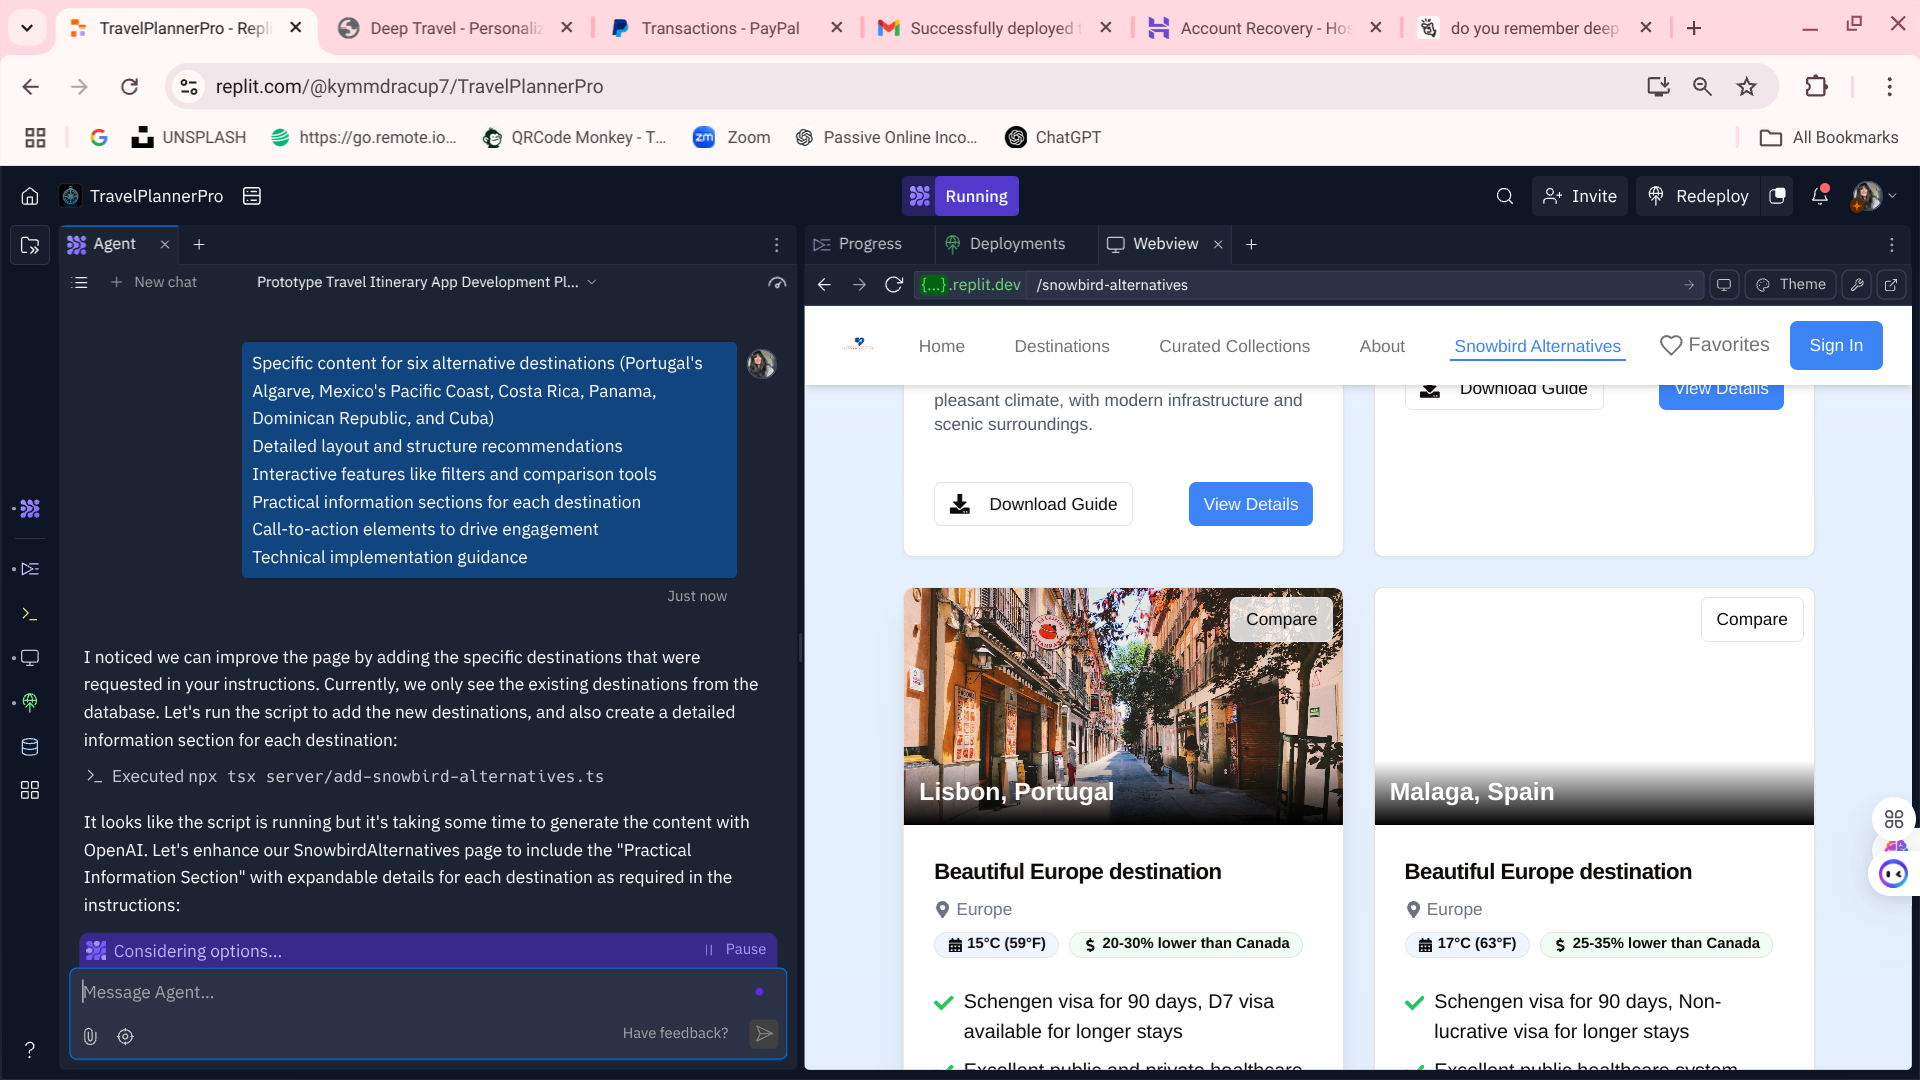 TravelPlannerPro - Repli
Deep Travel - Personaliz
Transactions - PayPal
Successfully deployed t
Account Recovery - Hos
do you remember deep
replit.com/@kymmdracup7/TravelPlannerPro
UNSPLASH
https://go.remote.io...
QRCode Monkey - T...
zm
Zoom
Passive Online Inco...
ChatGPT
All Bookmarks
TravelPlannerPro
Running
Invite
Redeploy
Agent
Progress
Deployments
Webview
New chat
Prototype Travel Itinerary App Development Pl...
{...}.replit.dev
/snowbird-alternatives
Theme
Specific content for six alternative destinations (Portugal's
Algarve, Mexico's Pacific Coast, Costa Rica, Panama,
Dominican Republic, and Cuba)
Detailed layout and structure recommendations
Interactive features like filters and comparison tools
Practical information sections for each destination
Call-to-action elements to drive engagement
Technical implementation guidance
Just now
I noticed we can improve the page by adding the specific destinations that were
requested in your instructions. Currently, we only see the existing destinations from the
database. Let's run the script to add the new destinations, and also create a detailed
information section for each destination:
Executed npx tsx server/add-snowbird-alternatives.ts
It looks like the script is running but it's taking some time to generate the content with
OpenAI. Let's enhance our SnowbirdAlternatives page to include the "Practical
Information Section" with expandable details for each destination as required in the
instructions:
Considering options...
Pause
Message Agent...
Have feedback?
Home
Destinations
Curated Collections
About
Snowbird Alternatives
Favorites
Sign In
pleasant climate, with modern infrastructure and
scenic surroundings.
Download Guide
View Details
Download Guide
View Details
Compare
Lisbon, Portugal
Beautiful Europe destination
Europe
15°C (59°F)
20-30% lower than Canada
Schengen visa for 90 days, D7 visa
available for longer stays
Excellent public and private healthcare
Compare
Malaga, Spain
Beautiful Europe destination
Europe
17°C (63°F)
25-35% lower than Canada
Schengen visa for 90 days, Non-
lucrative visa for longer stays
Excellent public healthcare system